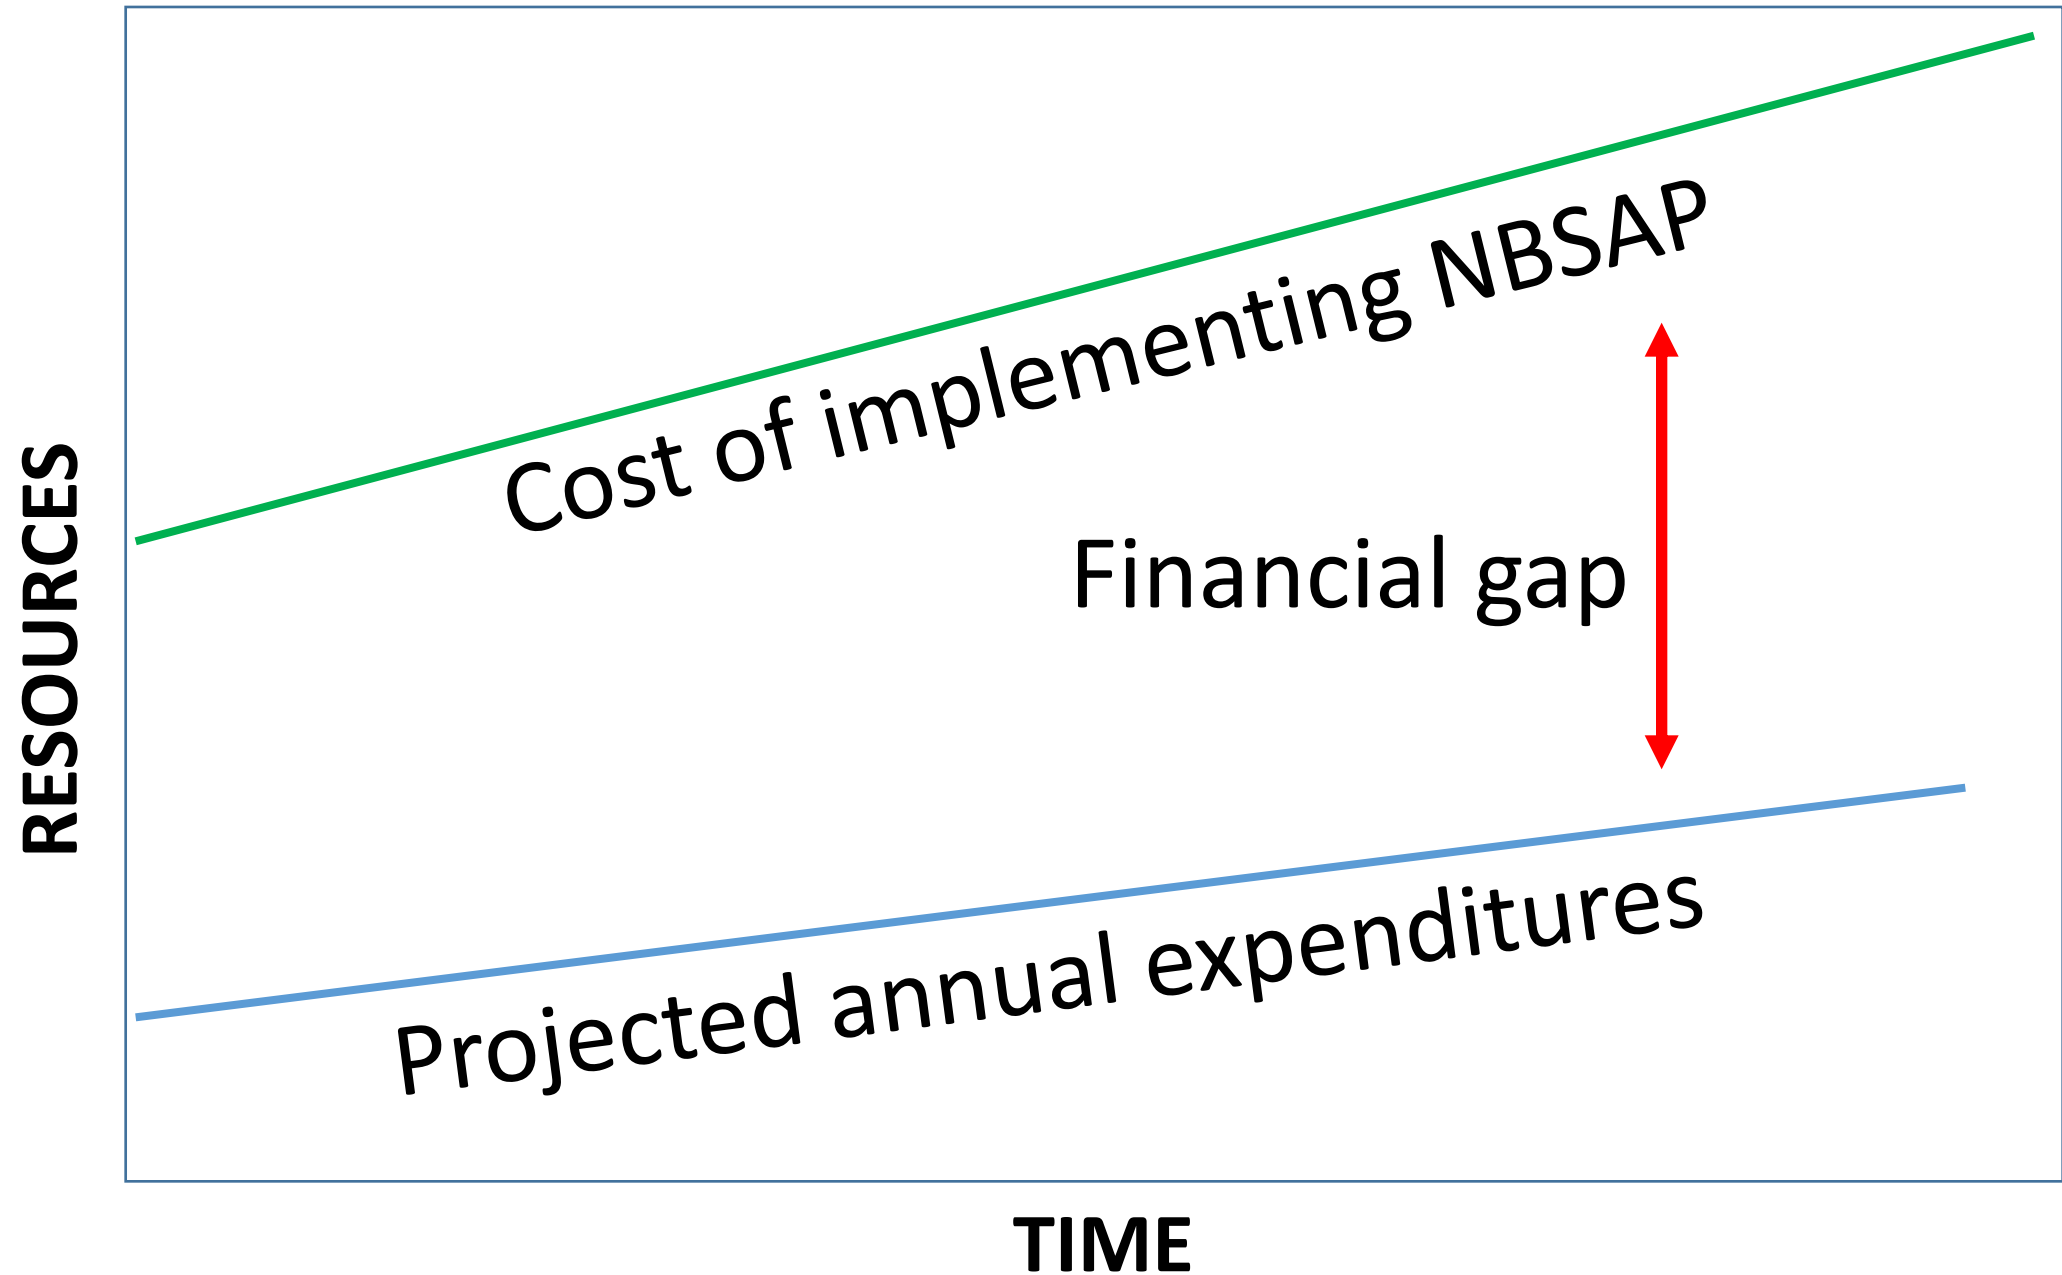 Cost of implementing NBSAP
Financial gap
RESOURCES
Projected annual expenditures
TIME